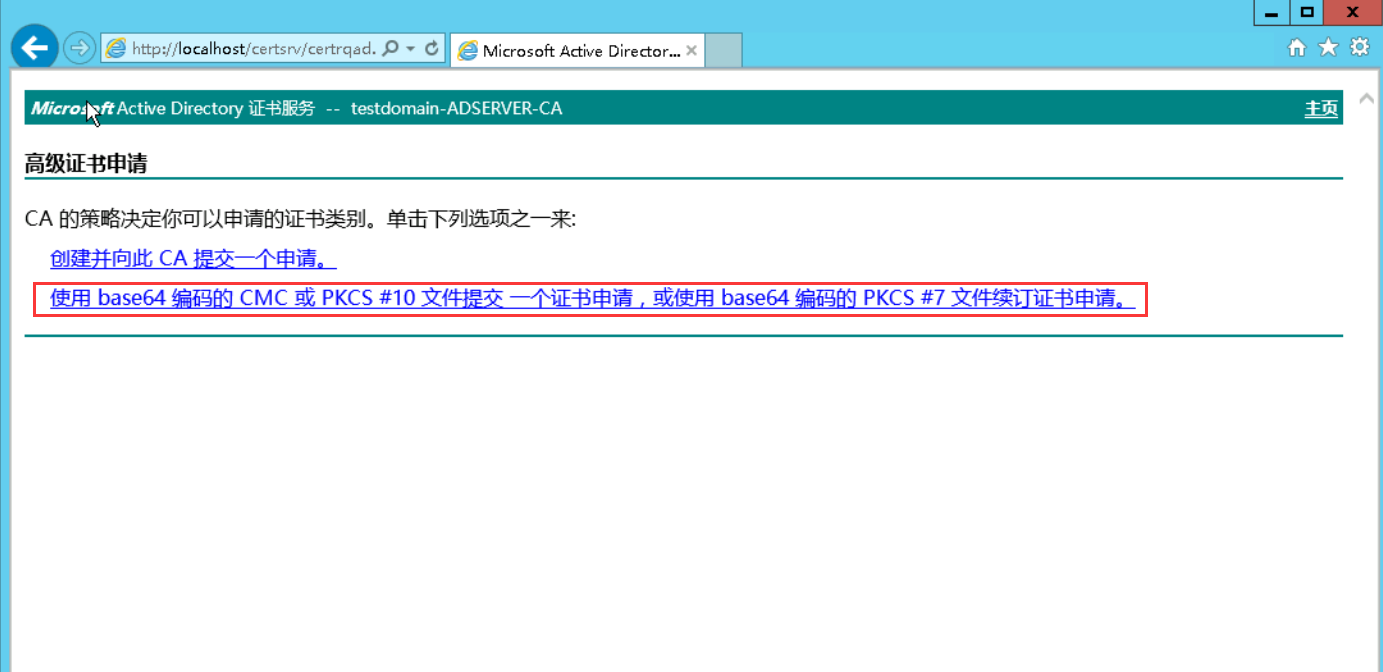 http://localhost/certsrv/certrqad.
Microsoft Active Director...
Microsoft Active Directory 证书服务 -- testdomain-ADSERVER-CA
主页
高级证书申请
CA 的策略决定你可以申请的证书类别。单击下列选项之一来:
创建并向此 CA 提交一个申请。
使用 base64 编码的 CMC 或 PKCS #10 文件提交 一个证书申请，或使用 base64 编码的 PKCS #7 文件续订证书申请。